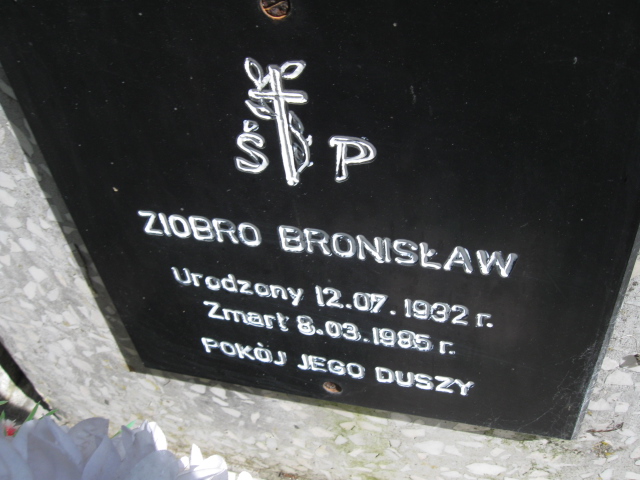 Ś P
ZIOBRO BRONISŁAW
Urodzony 12.07.1932 r.
Zmarł 8.03.1985 r.
POKÓJ JEGO DUSZY